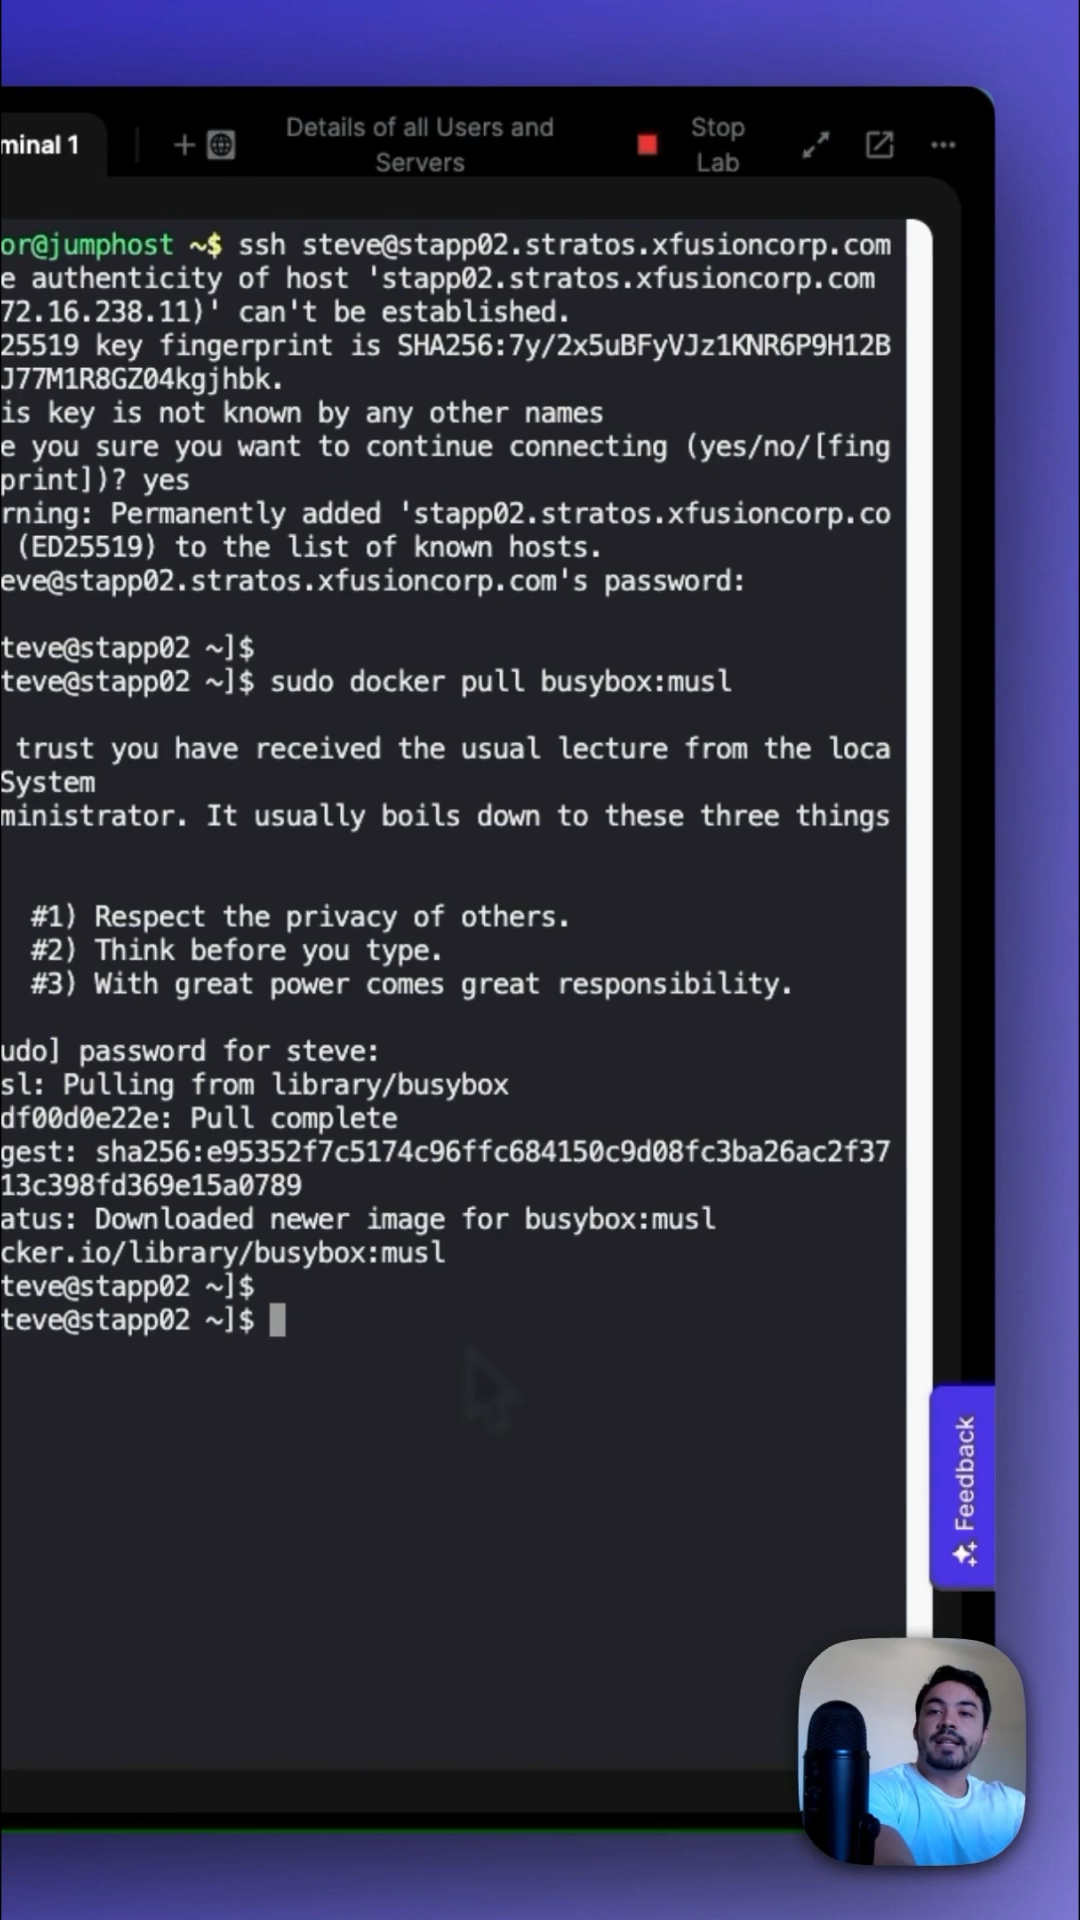 minal 1
Details of all Users and
Servers
Stop
Lab
or@jumphost ~$ ssh steve@stapp02.stratos.xfusioncorp.com
e authenticity of host 'stapp02.stratos.xfusioncorp.com
72.16.238.11)' can't be established.
25519 key fingerprint is SHA256:7y/2x5uBFyVJz1KNR6P9H12B
J77M1R8GZ04kgjhbk.
is key is not known by any other names
e you sure you want to continue connecting (yes/no/[fing
print])? yes
rning: Permanently added 'stapp02.stratos.xfusioncorp.co
(ED25519) to the list of known hosts.
eve@stapp02.stratos.xfusioncorp.com's password:
teve@stapp02 ~]$
teve@stapp02 ~]$ sudo docker pull busybox:musl
trust you have received the usual lecture from the loca
System
ministrator. It usually boils down to these three things
#1) Respect the privacy of others.
#2) Think before you type.
#3) With great power comes great responsibility.
udo] password for steve:
sl: Pulling from library/busybox
df00d0e22e: Pull complete
gest: sha256:e95352f7c5174c96ffc684150c9d08fc3ba26ac2f37
13c398fd369e15a0789
atus: Downloaded newer image for busybox:musl
cker.io/library/busybox:musl
teve@stapp02 ~]$
teve@stapp02 ~]$
Feedback